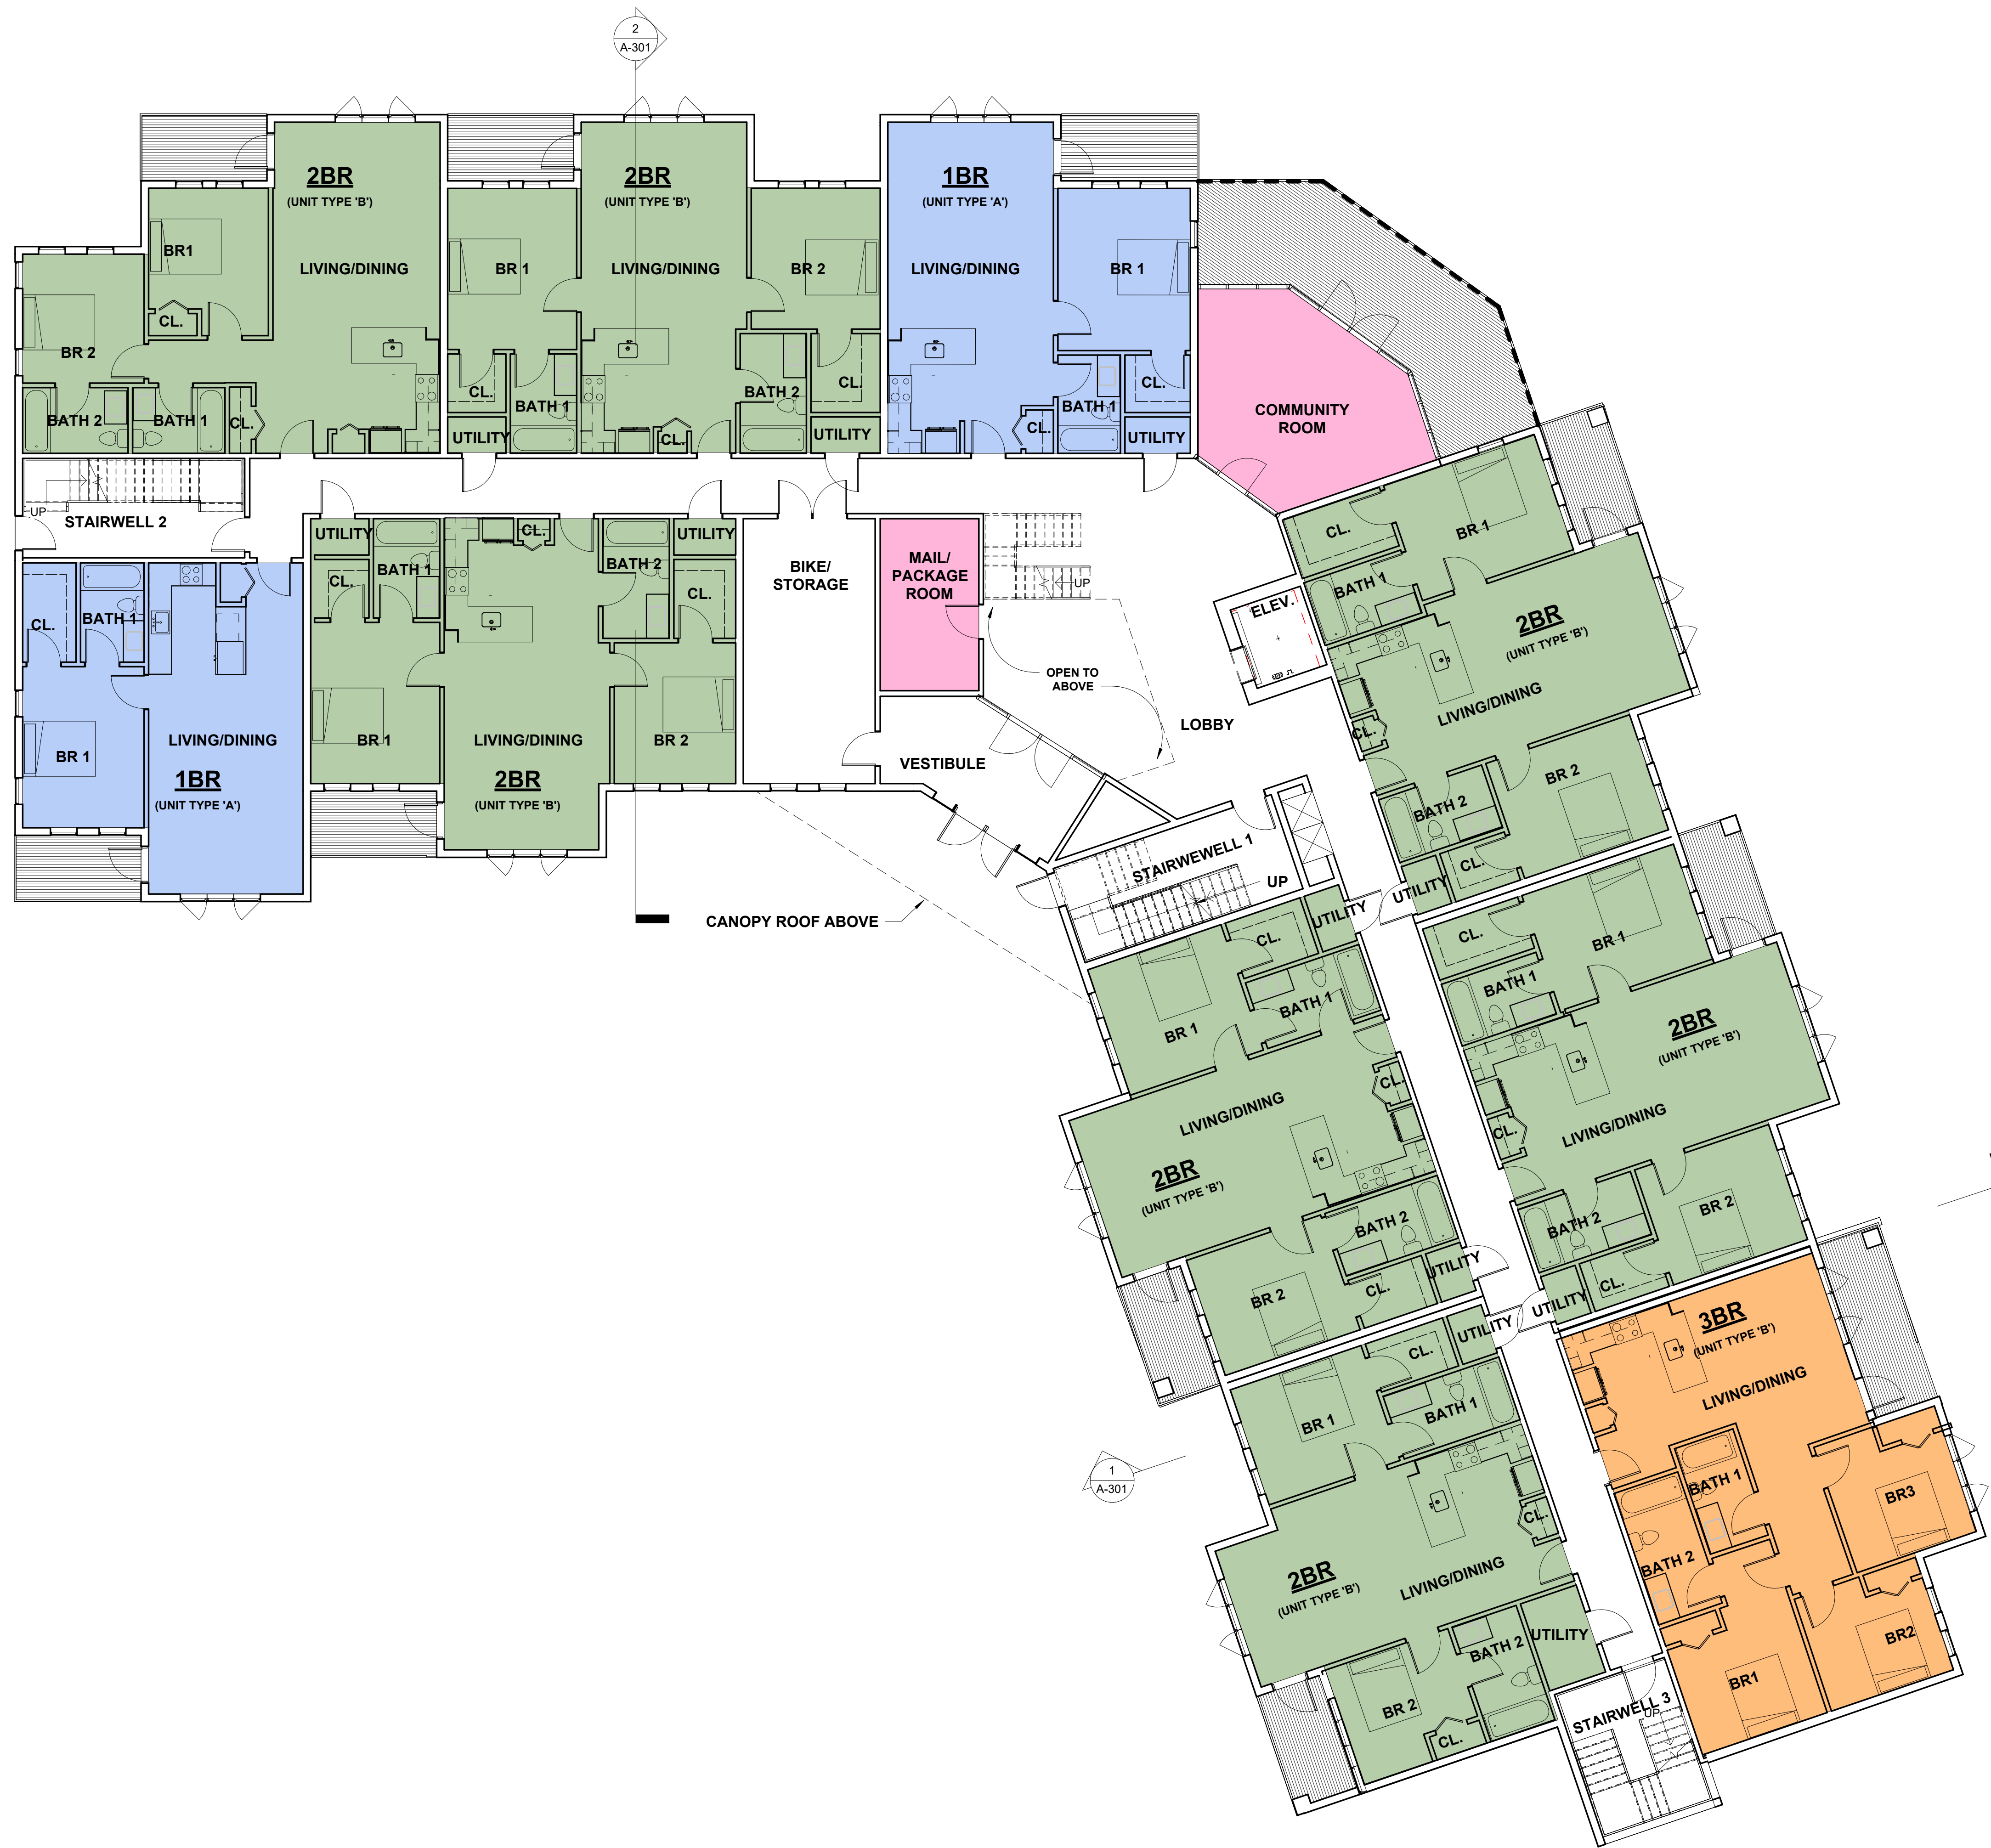 2
A-301
2BR
(UNIT TYPE 'B')
BR1
LIVING/DINING
CL.
BR 2
BATH 2
BATH 1
CL.
2BR
(UNIT TYPE 'B')
BR 1
LIVING/DINING
BR 2
CL.
BATH 1
BATH 2
CL.
UTILITY
CL.
UTILITY
1BR
(UNIT TYPE 'A')
LIVING/DINING
BR 1
CL.
BATH 1
CL.
UTILITY
COMMUNITY
ROOM
UP
STAIRWELL 2
CL.
BATH 1
BR 1
LIVING/DINING
1BR
(UNIT TYPE 'A')
UTILITY
CL.
BATH 1
CL.
BATH 2
UTILITY
CL.
BR 1
LIVING/DINING
BR 2
2BR
(UNIT TYPE 'B')
BIKE/
STORAGE
MAIL/
PACKAGE
ROOM
UP
OPEN TO
ABOVE
LOBBY
VESTIBULE
ELEV.
CANOPY ROOF ABOVE
STAIRWEWELL 1
UP
CL.
BR 1
BATH 1
2BR
(UNIT TYPE 'B')
LIVING/DINING
CL.
BR 2
BATH 2
CL.
UTILITY
UTILITY
CL.
BR 1
BATH 1
CL.
LIVING/DINING
2BR
(UNIT TYPE 'B')
BATH 2
BR 2
CL.
UTILITY
CL.
BR 1
BATH 1
2BR
(UNIT TYPE 'B')
LIVING/DINING
CL.
BATH 2
BR 2
CL.
UTILITY
UTILITY
CL.
BR 1
BATH 1
CL.
LIVING/DINING
2BR
(UNIT TYPE 'B')
BATH 2
UTILITY
BR 2
CL.
3BR
(UNIT TYPE 'B')
LIVING/DINING
BATH 1
BR3
BATH 2
BR2
BR1
STAIRWELL 3
UP
1
A-301